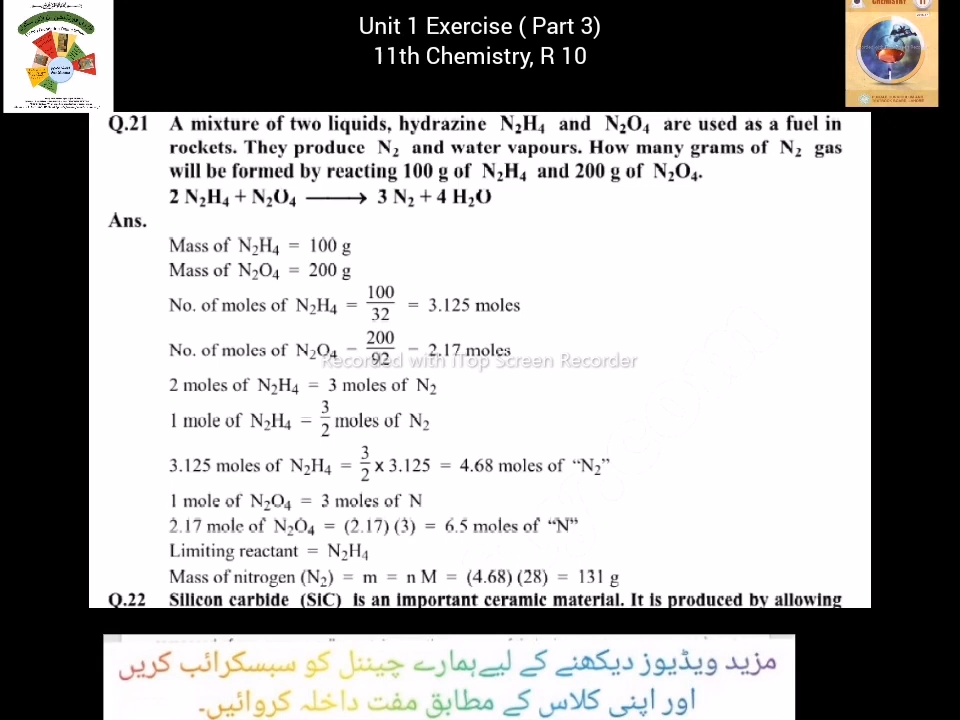 Unit 1 Exercise ( Part 3)
11th Chemistry, R 10
CHEMISTRY 11
Q.21 A mixture of two liquids, hydrazine N₂H₄ and N₂O₄ are used as a fuel in
rockets. They produce N₂ and water vapours. How many grams of N₂ gas
will be formed by reacting 100 g of N₂H₄ and 200 g of N₂O₄.
2 N₂H₄ + N₂O₄ ⟶ 3 N₂ + 4 H₂O
Ans.
Mass of N₂H₄ = 100 g
Mass of N₂O₄ = 200 g
No. of moles of N₂H₄ = 100/32 = 3.125 moles
No. of moles of N₂O₄ = 200/92 = 2.17 moles
Recorded with iTop Screen Recorder
2 moles of N₂H₄ = 3 moles of N₂
1 mole of N₂H₄ = 3/2 moles of N₂
3.125 moles of N₂H₄ = 3/2 x 3.125 = 4.68 moles of “N₂”
1 mole of N₂O₄ = 3 moles of N
2.17 mole of N₂O₄ = (2.17) (3) = 6.5 moles of “N”
Limiting reactant = N₂H₄
Mass of nitrogen (N₂) = m = n M = (4.68) (28) = 131 g
Q.22 Silicon carbide (SiC) is an important ceramic material. It is produced by allowing
مزید ویڈیوز دیکھنے کے لیے ہمارے چیننل کو سبسکرائب کریں
اور اپنی کلاس کے مطابق مفت داخلہ کروائیں۔